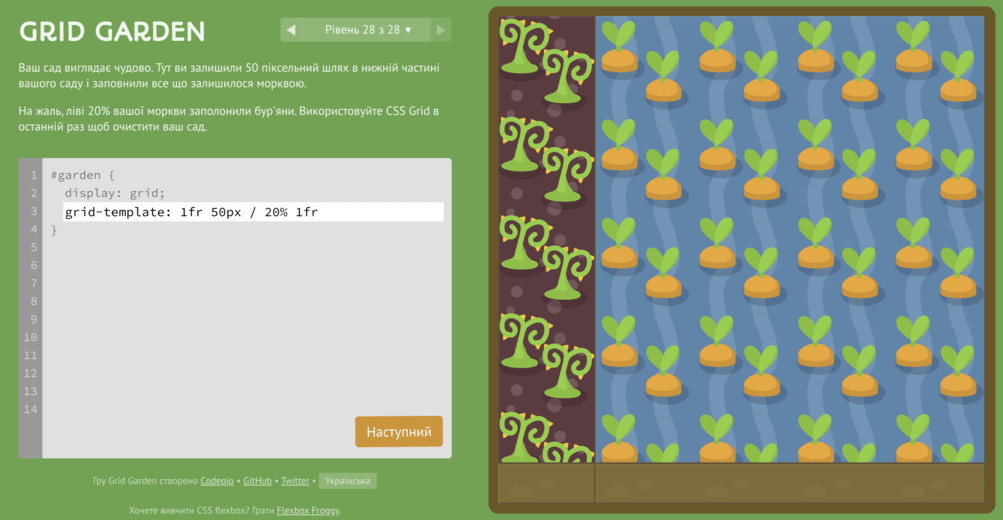 GRID GARDEN
◀ Рівень 28 з 28 ▼ ▶
Ваш сад виглядає чудово. Тут ви залишили 50 піксельний шлях в нижній частині
вашого саду і заповнили все що залишилося морквою.
На жаль, ліві 20% вашої моркви заполонили бур'яни. Використовуйте CSS Grid в
останній раз щоб очистити ваш сад.
1 #garden {
2 display: grid;
3 grid-template: 1fr 50px / 20% 1fr
4 }
5
6
7
8
9
10
11
12
13
14
Наступний
Гру Grid Garden створено Codepip • GitHub • Twitter • Українська
Хочете вивчити CSS flexbox? Грати Flexbox Froggy.